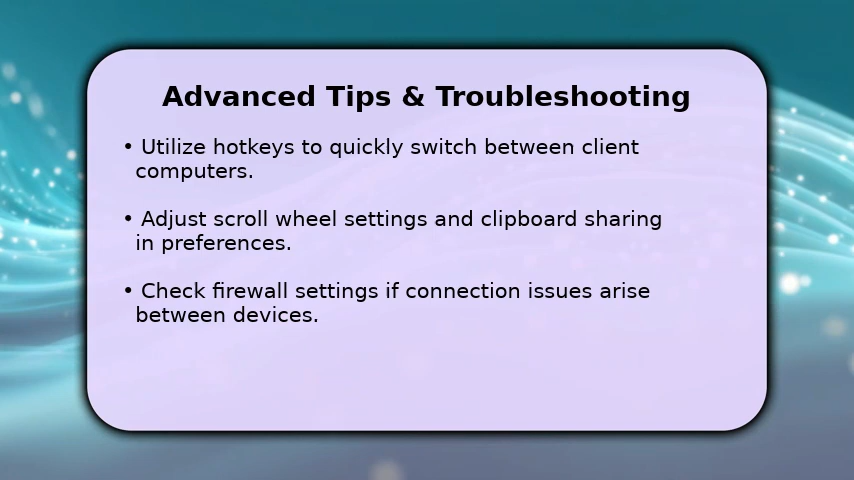 Advanced Tips & Troubleshooting
• Utilize hotkeys to quickly switch between client
computers.
• Adjust scroll wheel settings and clipboard sharing
in preferences.
• Check firewall settings if connection issues arise
between devices.